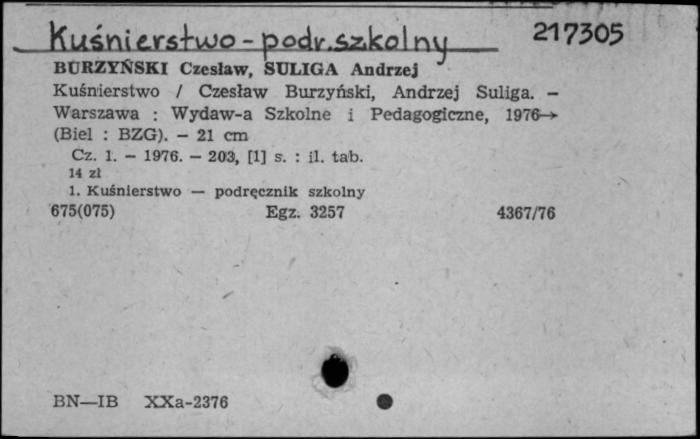 Kuśnierstwo - podr. szkolny 217305
BURZYŃSKI Czesław, SULIGA Andrzej
Kuśnierstwo / Czesław Burzyński, Andrzej Suliga. –
Warszawa : Wydaw-a Szkolne i Pedagogiczne, 1976→
(Biel : BZG). – 21 cm
Cz. 1. – 1976. – 203, [1] s. : il. tab.
14 zł
1. Kuśnierstwo — podręcznik szkolny
675(075) Egz. 3257 4367/76
BN—IB XXa-2376